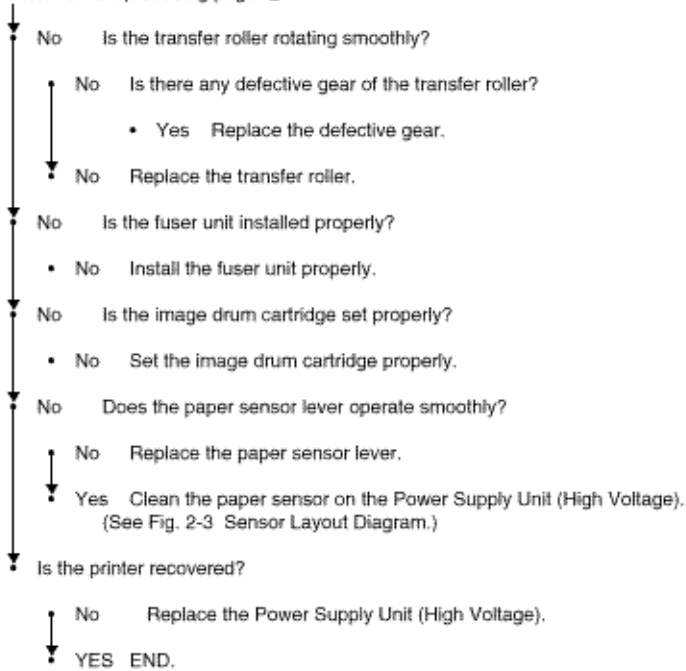 No Is the transfer roller rotating smoothly?
No Is there any defective gear of the transfer roller?
• Yes Replace the defective gear.
No Replace the transfer roller.
No Is the fuser unit installed properly?
• No Install the fuser unit properly.
No Is the image drum cartridge set properly?
• No Set the image drum cartridge properly.
No Does the paper sensor lever operate smoothly?
No Replace the paper sensor lever.
Yes Clean the paper sensor on the Power Supply Unit (High Voltage).
(See Fig. 2-3 Sensor Layout Diagram.)
Is the printer recovered?
No Replace the Power Supply Unit (High Voltage).
YES END.